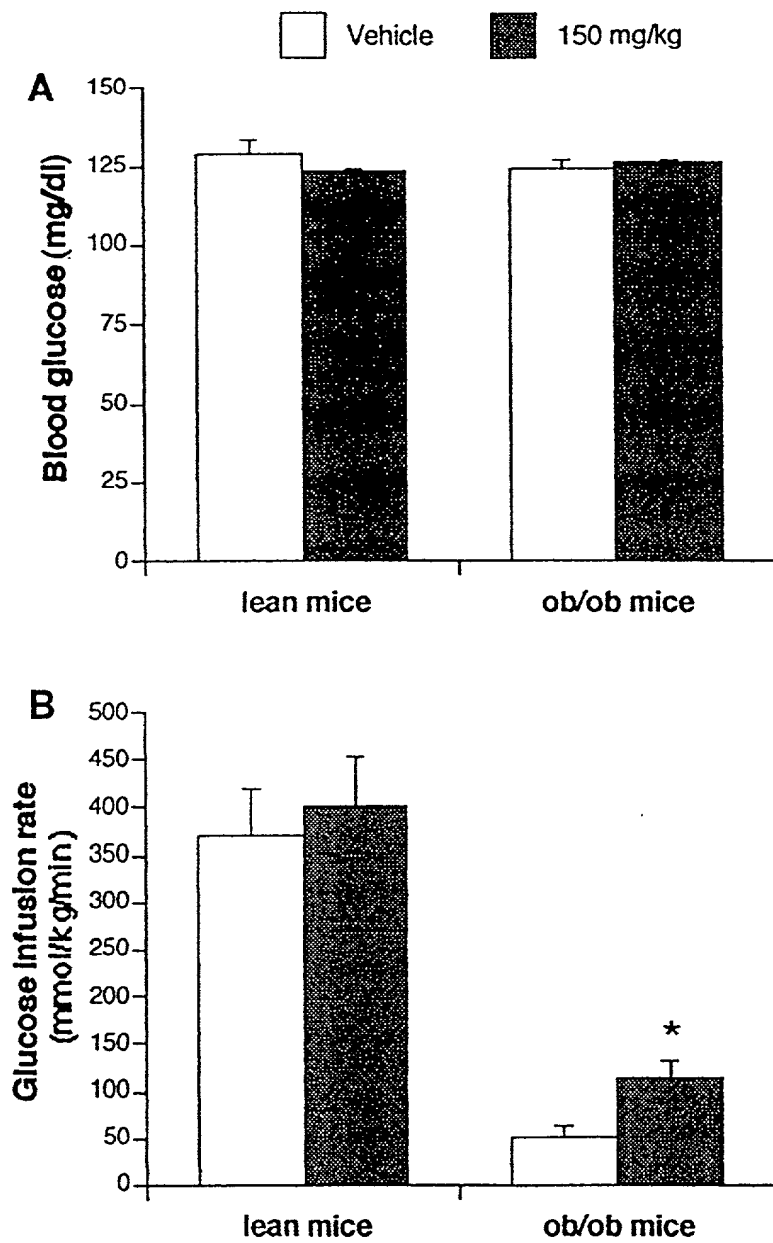 Vehicle 150 mg/kg
A
Blood glucose (mg/dl)
150
125
100
75
50
25
0
lean mice ob/ob mice
B
Glucose Infusion rate
(mmol/kg/min)
500
450
400
350
300
250
200
150
100
50
0
*
lean mice ob/ob mice